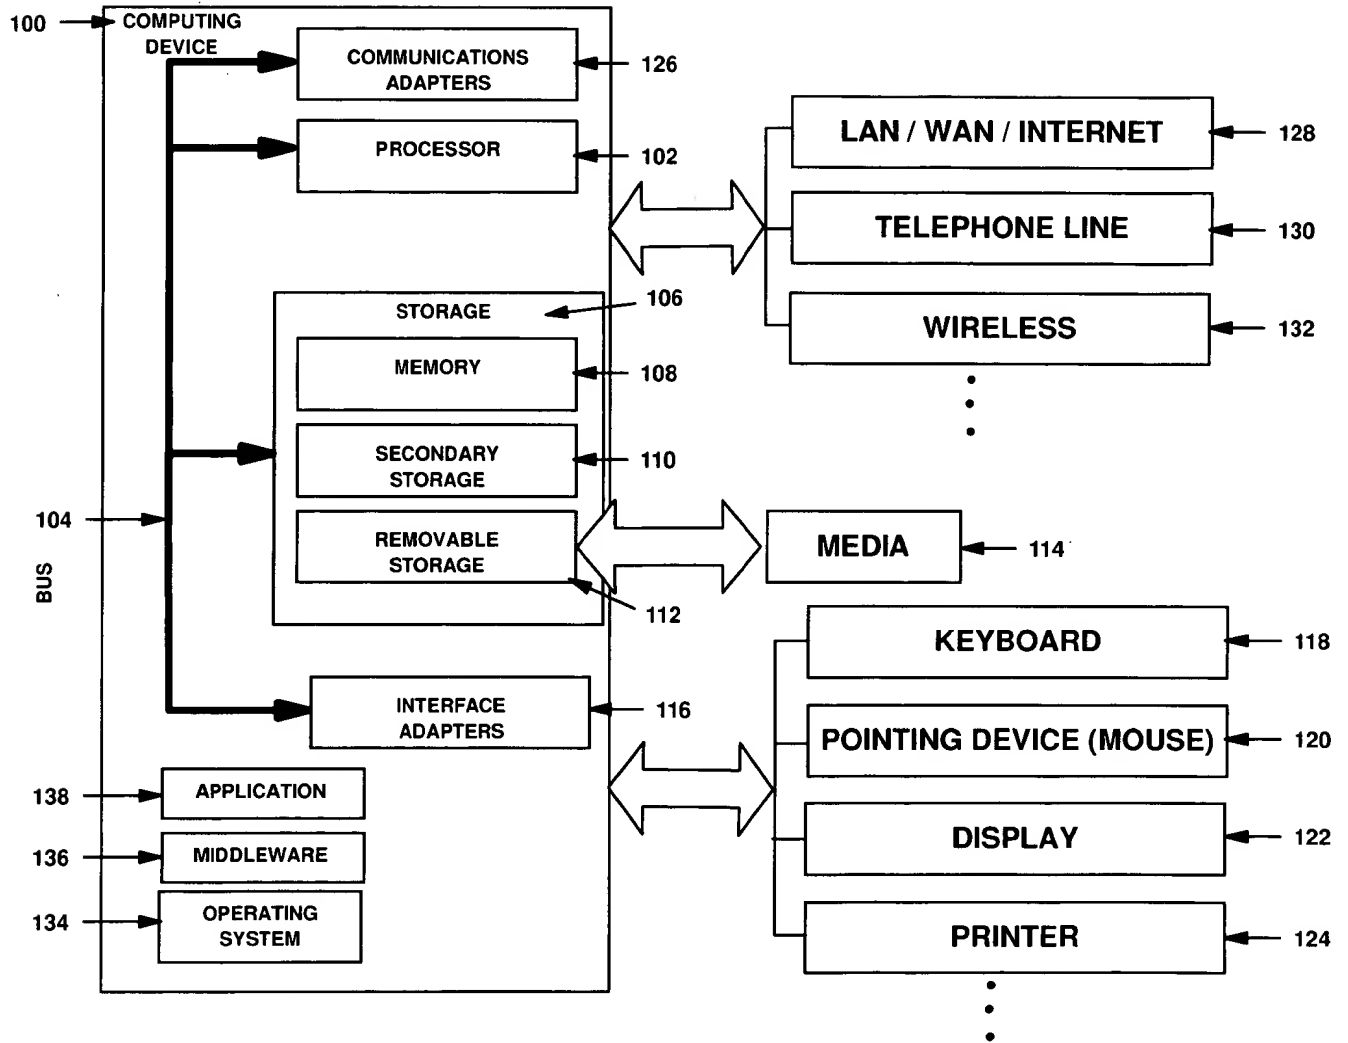 100
COMPUTING
DEVICE
COMMUNICATIONS
ADAPTERS
126
PROCESSOR
102
LAN / WAN / INTERNET
128
TELEPHONE LINE
130
WIRELESS
132
STORAGE
106
MEMORY
108
SECONDARY
STORAGE
110
REMOVABLE
STORAGE
112
104
BUS
MEDIA
114
INTERFACE
ADAPTERS
116
KEYBOARD
118
POINTING DEVICE (MOUSE)
120
DISPLAY
122
PRINTER
124
138
APPLICATION
136
MIDDLEWARE
134
OPERATING
SYSTEM